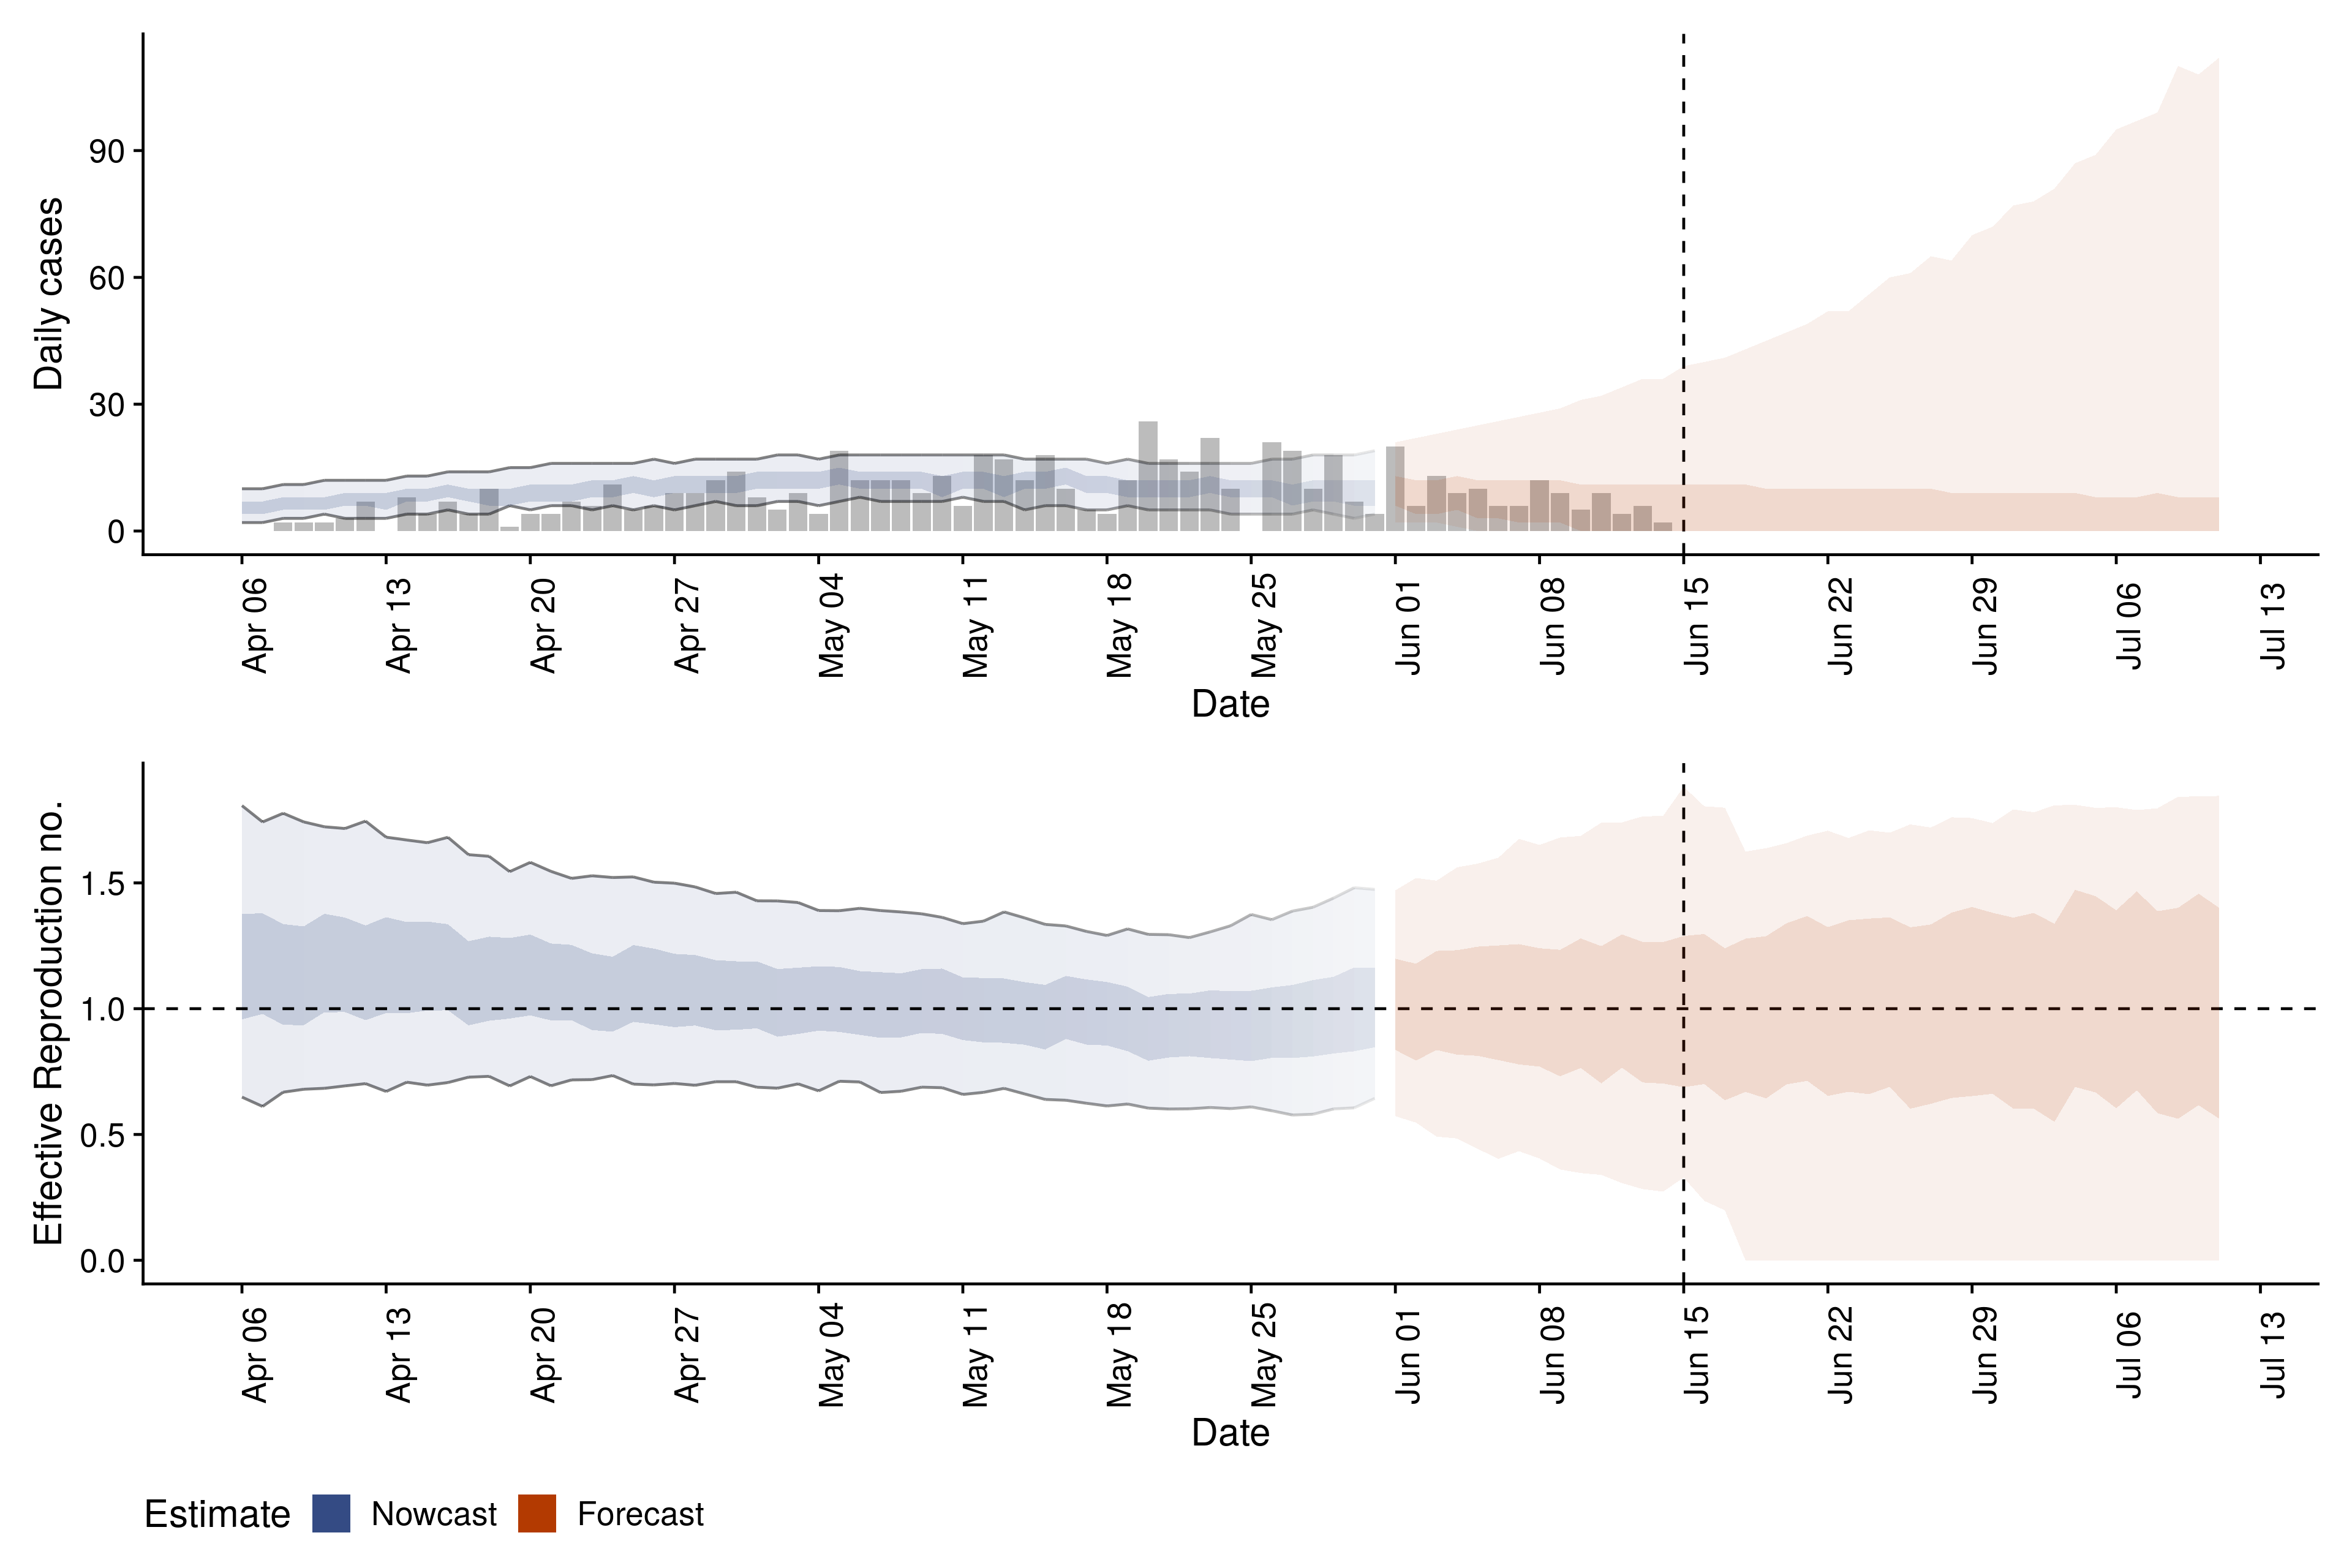 Daily cases
90
60
30
0
Apr 06
Apr 13
Apr 20
Apr 27
May 04
May 11
May 18
May 25
Jun 01
Jun 08
Jun 15
Jun 22
Jun 29
Jul 06
Jul 13
Date
Effective Reproduction no.
1.5
1.0
0.5
0.0
Apr 06
Apr 13
Apr 20
Apr 27
May 04
May 11
May 18
May 25
Jun 01
Jun 08
Jun 15
Jun 22
Jun 29
Jul 06
Jul 13
Date
Estimate Nowcast Forecast